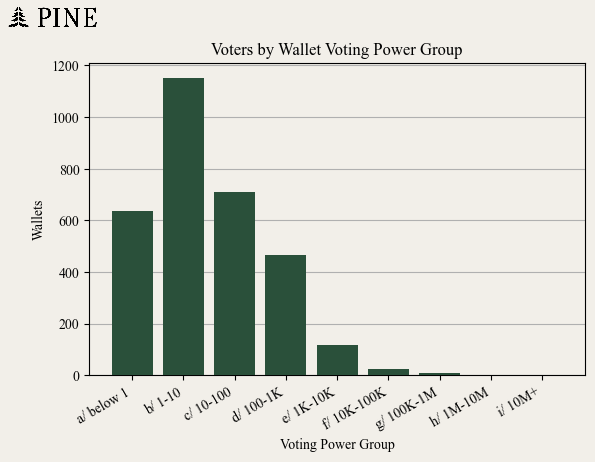 PINE
Voters by Wallet Voting Power Group
1200
1000
800
600
400
200
0
Wallets
a/ below 1
b/ 1-10
c/ 10-100
d/ 100-1K
e/ 1K-10K
f/ 10K-100K
g/ 100K-1M
h/ 1M-10M
i/ 10M+
Voting Power Group